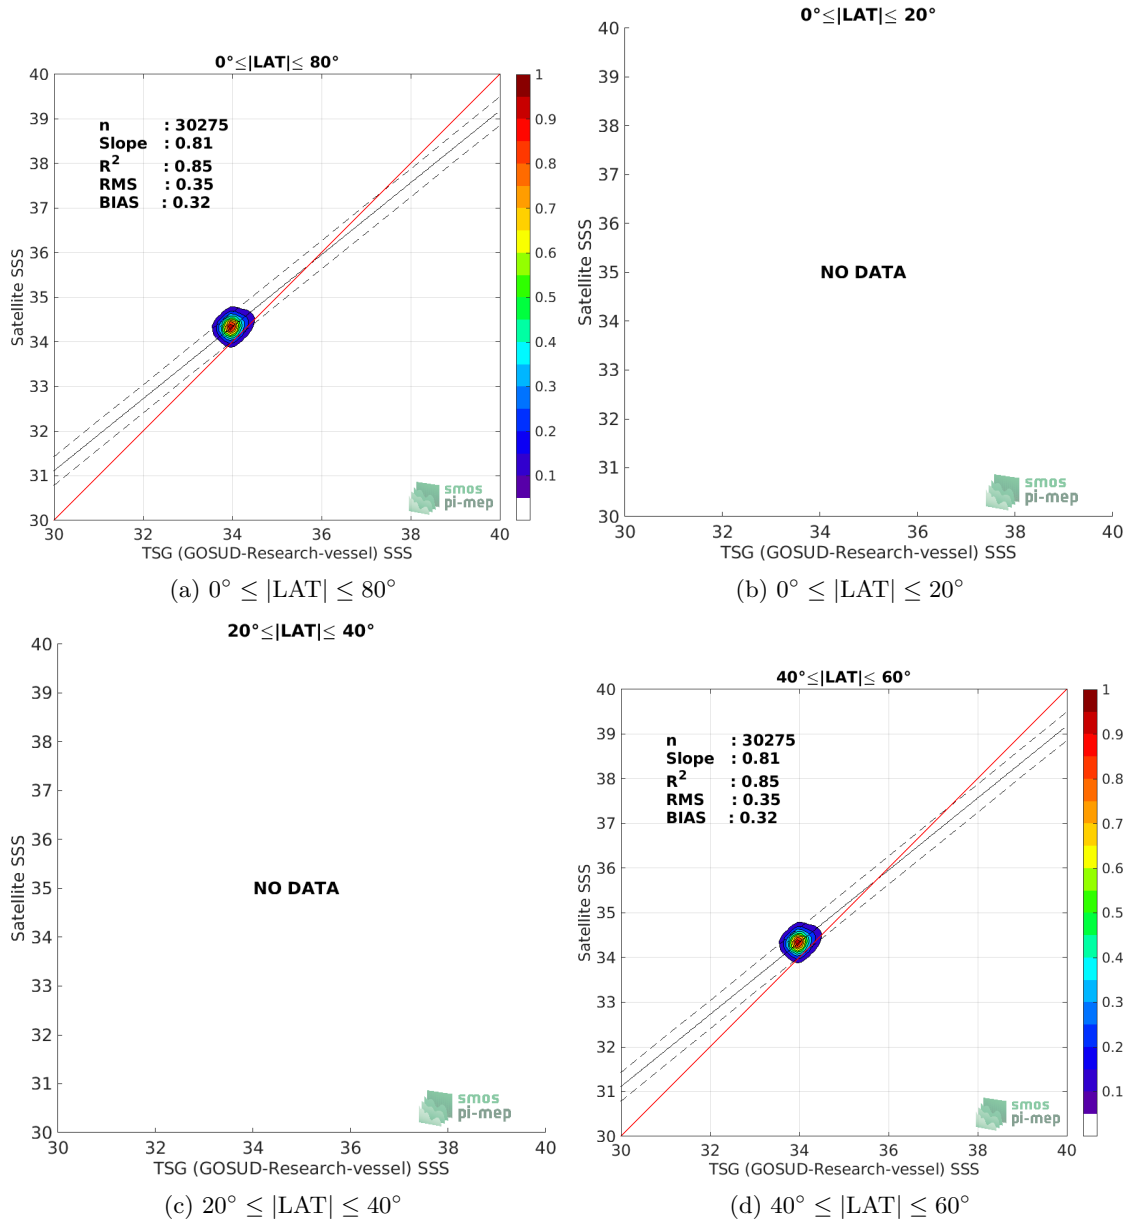 0°≤|LAT|≤ 80°
40
39
38
37
36
35
34
33
32
31
30
30
32
34
36
38
40
n : 30275
Slope : 0.81
R2 : 0.85
RMS : 0.35
BIAS : 0.32
1
0.9
0.8
0.7
0.6
0.5
0.4
0.3
0.2
0.1
Satellite SSS
smos
pi-mep
TSG (GOSUD-Research-vessel) SSS
(a) 0° ≤ |LAT| ≤ 80°
0°≤|LAT|≤ 20°
40
39
38
37
36
35
34
33
32
31
30
30
32
34
36
38
40
Satellite SSS
NO DATA
smos
pi-mep
TSG (GOSUD-Research-vessel) SSS
(b) 0° ≤ |LAT| ≤ 20°
20°≤|LAT|≤ 40°
40
39
38
37
36
35
34
33
32
31
30
30
32
34
36
38
40
Satellite SSS
NO DATA
smos
pi-mep
TSG (GOSUD-Research-vessel) SSS
(c) 20° ≤ |LAT| ≤ 40°
40°≤|LAT|≤ 60°
40
39
38
37
36
35
34
33
32
31
30
30
32
34
36
38
40
n : 30275
Slope : 0.81
R2 : 0.85
RMS : 0.35
BIAS : 0.32
1
0.9
0.8
0.7
0.6
0.5
0.4
0.3
0.2
0.1
Satellite SSS
smos
pi-mep
TSG (GOSUD-Research-vessel) SSS
(d) 40° ≤ |LAT| ≤ 60°